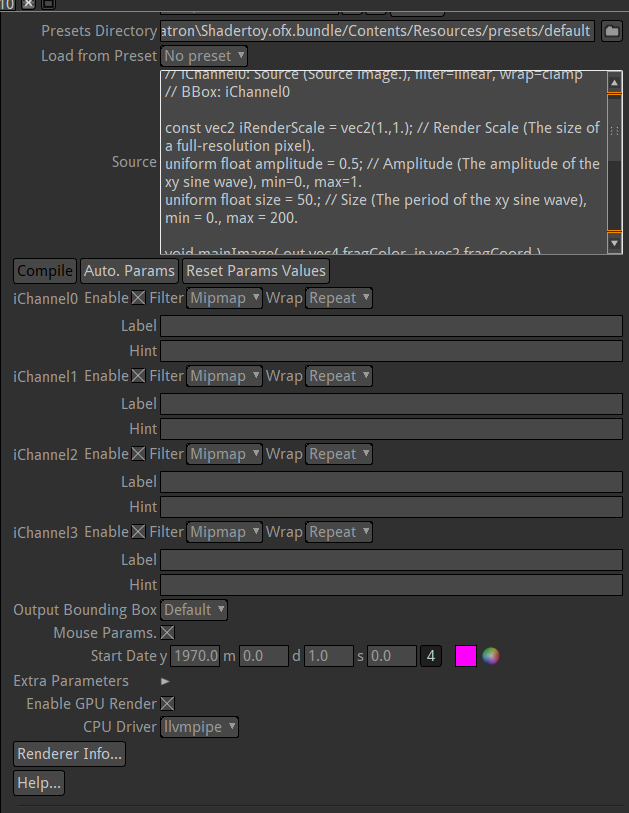 10
Presets Directory atron\Shadertoy.ofx.bundle/Contents/Resources/presets/default
Load from Preset No preset
Source
// iChannel0: Source (Source image.), filter=linear, wrap=clamp
// BBox: iChannel0
const vec2 iRenderScale = vec2(1.,1.); // Render Scale (The size of
a full-resolution pixel).
uniform float amplitude = 0.5; // Amplitude (The amplitude of the
xy sine wave), min=0., max=1.
uniform float size = 50.; // Size (The period of the xy sine wave),
min = 0., max = 200.
void mainImage( out vec4 fragColor, in vec2 fragCoord )
Compile Auto. Params Reset Params Values
iChannel0 Enable Filter Mipmap Wrap Repeat
Label
Hint
iChannel1 Enable Filter Mipmap Wrap Repeat
Label
Hint
iChannel2 Enable Filter Mipmap Wrap Repeat
Label
Hint
iChannel3 Enable Filter Mipmap Wrap Repeat
Label
Hint
Output Bounding Box Default
Mouse Params.
Start Date y 1970.0 m 0.0 d 1.0 s 0.0 4
Extra Parameters
Enable GPU Render
CPU Driver llvmpipe
Renderer Info...
Help...